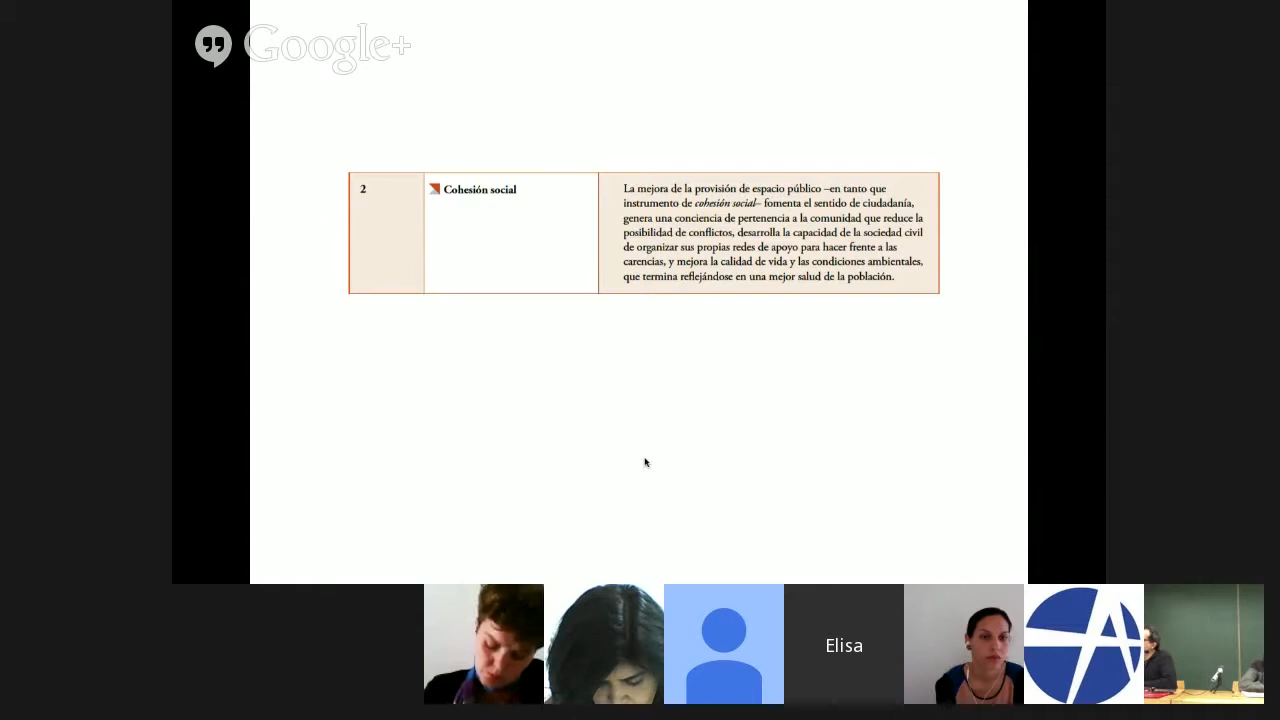 Google+
2
Cohesión social
La mejora de la provisión de espacio público –en tanto que
instrumento de cohesión social– fomenta el sentido de ciudadanía,
genera una conciencia de pertenencia a la comunidad que reduce la
posibilidad de conflictos, desarrolla la capacidad de la sociedad civil
de organizar sus propias redes de apoyo para hacer frente a las
carencias, y mejora la calidad de vida y las condiciones ambientales,
que termina reflejándose en una mejor salud de la población.
Elisa